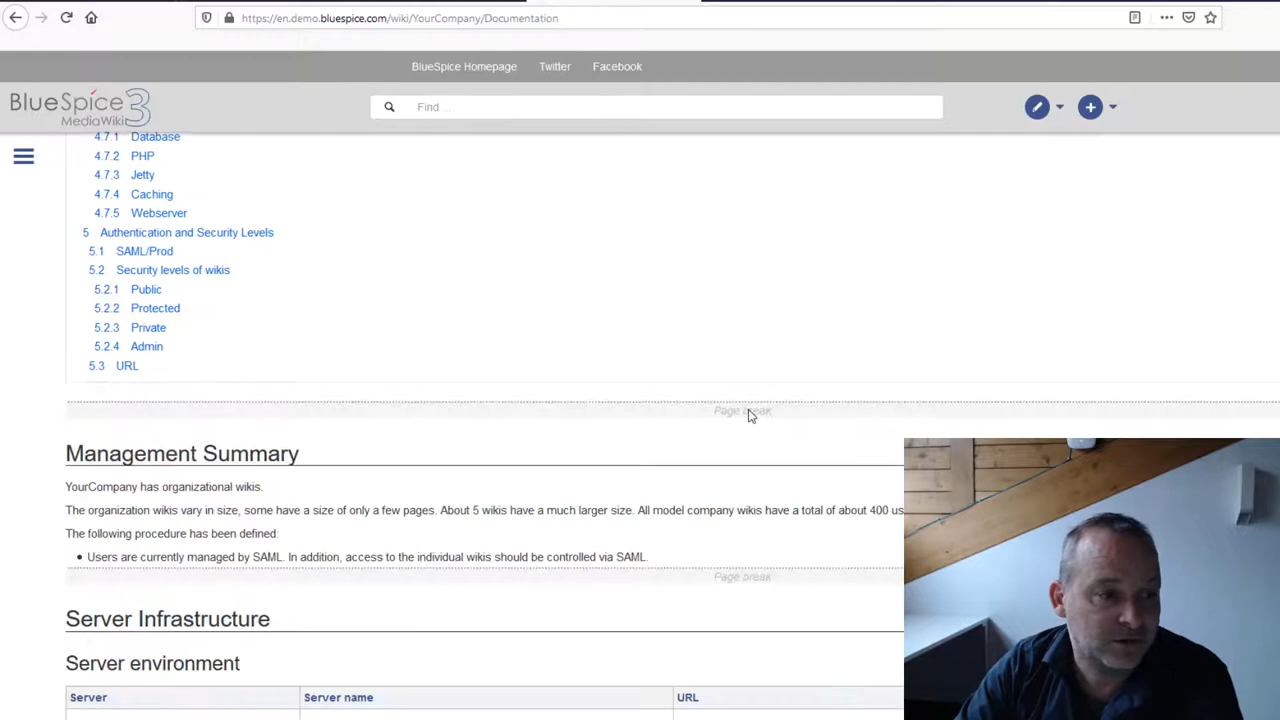 https://en.demo.bluespice.com/wiki/YourCompany/Documentation
BlueSpice Homepage Twitter Facebook
BlueSpice 3
MediaWiki
Find ...
4.7.1 Database
4.7.2 PHP
4.7.3 Jetty
4.7.4 Caching
4.7.5 Webserver
5 Authentication and Security Levels
5.1 SAML/Prod
5.2 Security levels of wikis
5.2.1 Public
5.2.2 Protected
5.2.3 Private
5.2.4 Admin
5.3 URL
Page break
Management Summary
YourCompany has organizational wikis.
The organization wikis vary in size, some have a size of only a few pages. About 5 wikis have a much larger size. All model company wikis have a total of about 400 us
The following procedure has been defined:
• Users are currently managed by SAML. In addition, access to the individual wikis should be controlled via SAML.
Page break
Server Infrastructure
Server environment
Server Server name URL